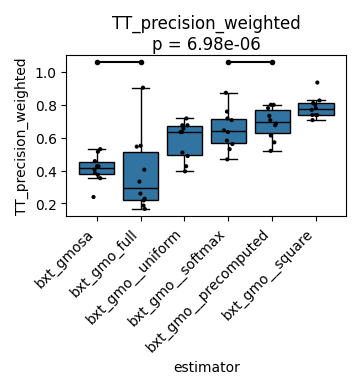 TT_precision_weighted
p = 6.98e-06
TT_precision_weighted
1.0
0.8
0.6
0.4
0.2
bxt_gmosa
bxt_gmo_full
bxt_gmo__uniform
bxt_gmo__softmax
bxt_gmo__precomputed
bxt_gmo__square
estimator